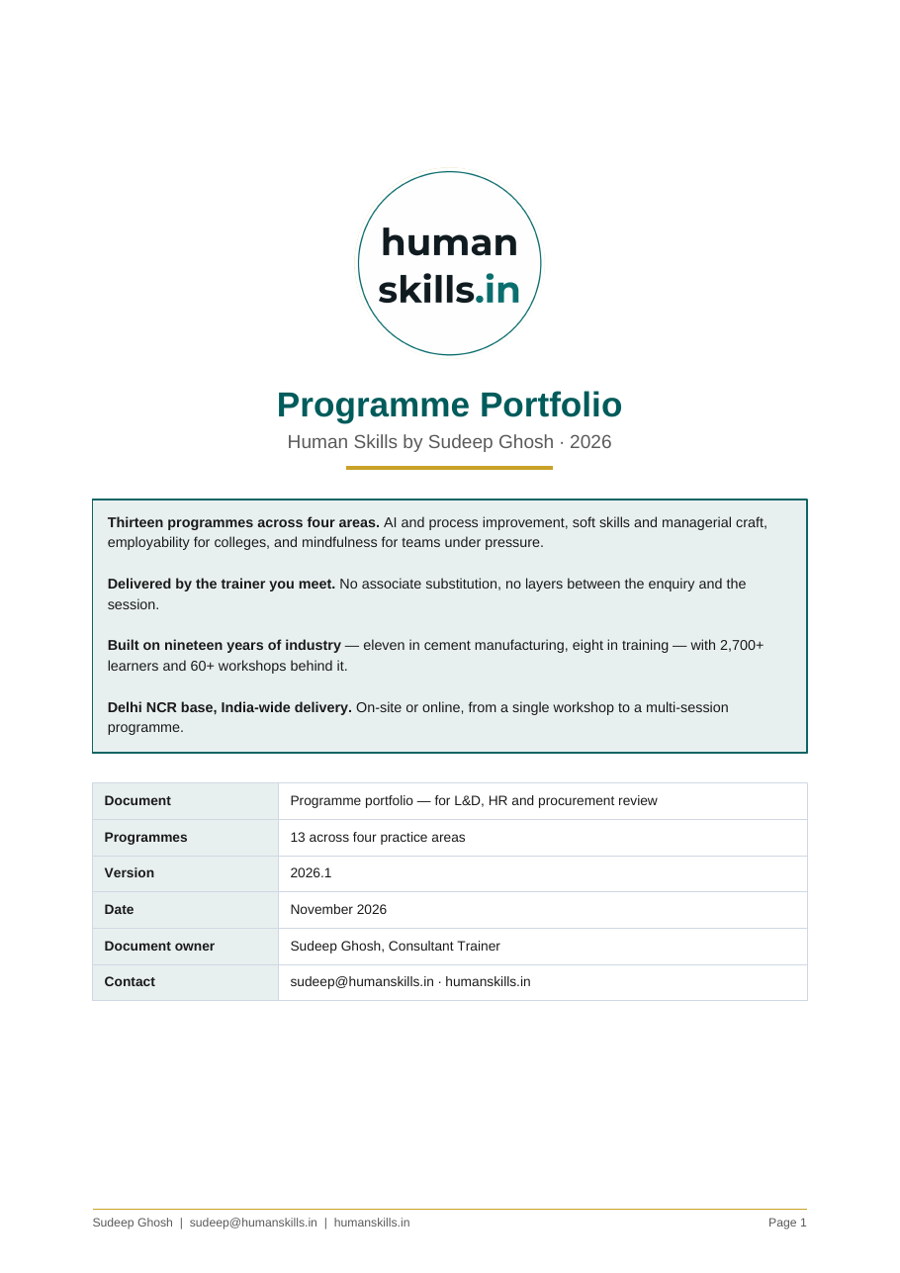 human
skills.in
Programme Portfolio
Human Skills by Sudeep Ghosh · 2026
Thirteen programmes across four areas. AI and process improvement, soft skills and managerial craft,
employability for colleges, and mindfulness for teams under pressure.
Delivered by the trainer you meet. No associate substitution, no layers between the enquiry and the
session.
Built on nineteen years of industry — eleven in cement manufacturing, eight in training — with 2,700+
learners and 60+ workshops behind it.
Delhi NCR base, India-wide delivery. On-site or online, from a single workshop to a multi-session
programme.
Document Programme portfolio — for L&D, HR and procurement review
Programmes 13 across four practice areas
Version 2026.1
Date November 2026
Document owner Sudeep Ghosh, Consultant Trainer
Contact sudeep@humanskills.in · humanskills.in
Sudeep Ghosh | sudeep@humanskills.in | humanskills.in Page 1